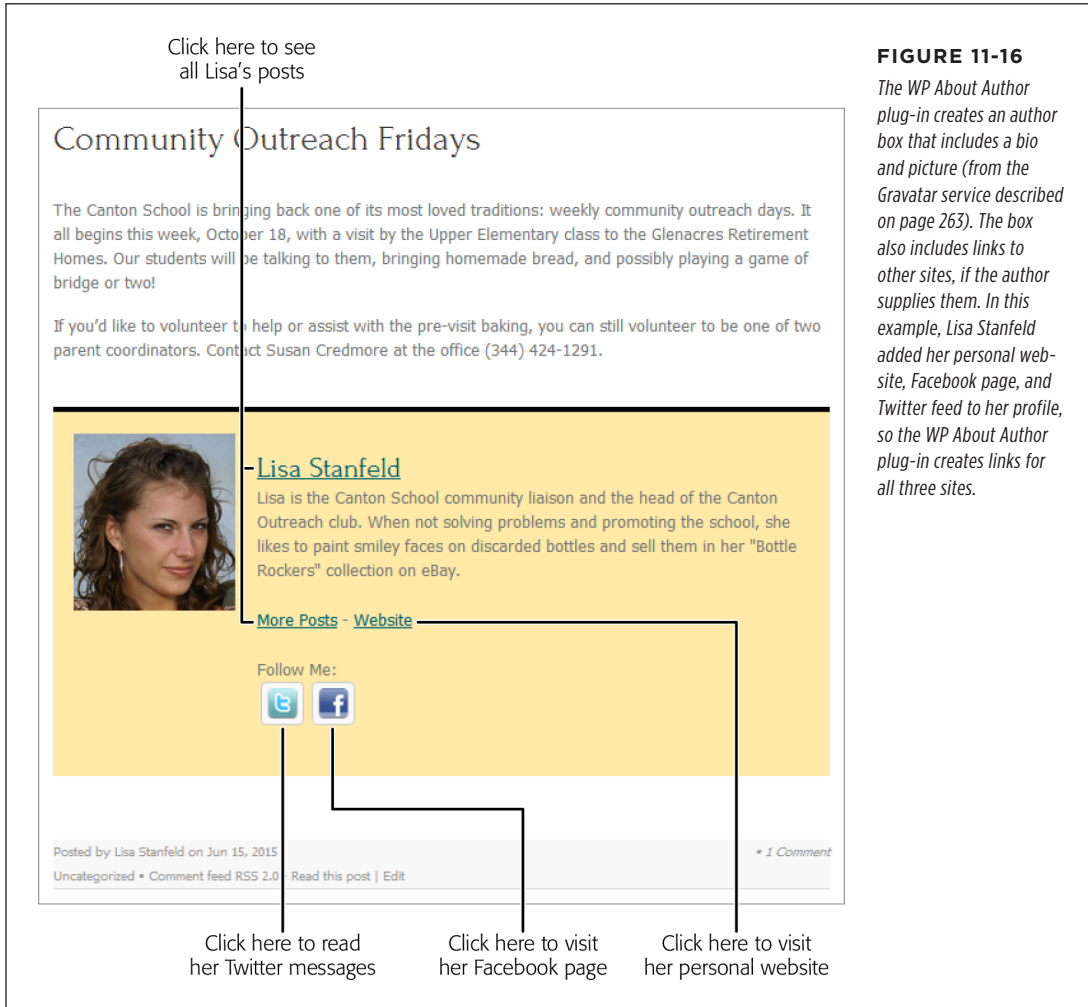 Click here to see
all Lisa's posts
FIGURE 11-16
The WP About Author
plug-in creates an author
box that includes a bio
and picture (from the
Gravatar service described
on page 263). The box
also includes links to
other sites, if the author
supplies them. In this
example, Lisa Stanfeld
added her personal web-
site, Facebook page, and
Twitter feed to her profile,
so the WP About Author
plug-in creates links for
all three sites.
Community Outreach Fridays
The Canton School is bringing back one of its most loved traditions: weekly community outreach days. It
all begins this week, October 18, with a visit by the Upper Elementary class to the Glenacres Retirement
Homes. Our students will be talking to them, bringing homemade bread, and possibly playing a game of
bridge or two!
If you'd like to volunteer to help or assist with the pre-visit baking, you can still volunteer to be one of two
parent coordinators. Contact Susan Credmore at the office (344) 424-1291.
Lisa Stanfeld
Lisa is the Canton School community liaison and the head of the Canton
Outreach club. When not solving problems and promoting the school, she
likes to paint smiley faces on discarded bottles and sell them in her "Bottle
Rockers" collection on eBay.
More Posts - Website
Follow Me:
Posted by Lisa Stanfeld on Jun 15, 2015
• 1 Comment
Uncategorized • Comment feed RSS 2.0 - Read this post | Edit
Click here to read
her Twitter messages
Click here to visit
her Facebook page
Click here to visit
her personal website